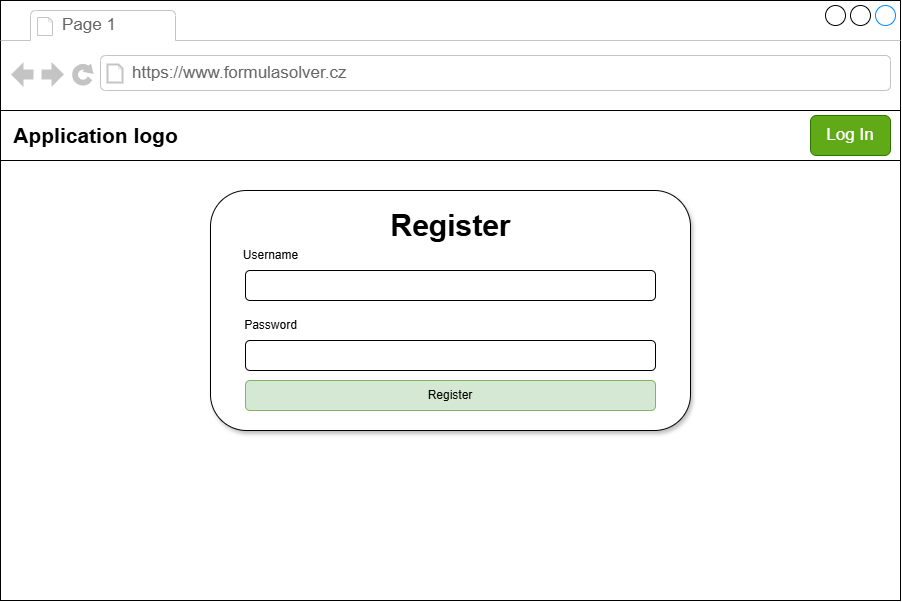 Page 1
https://www.formulasolver.cz
Application logo
Log In
Register
Username
Password
Register